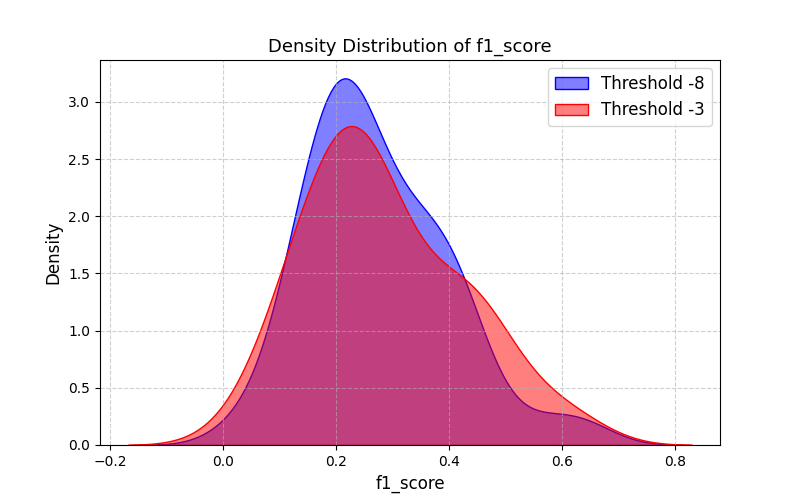 Density Distribution of f1_score
Threshold -8
Threshold -3
Density
3.0
2.5
2.0
1.5
1.0
0.5
0.0
−0.2 0.0 0.2 0.4 0.6 0.8
f1_score